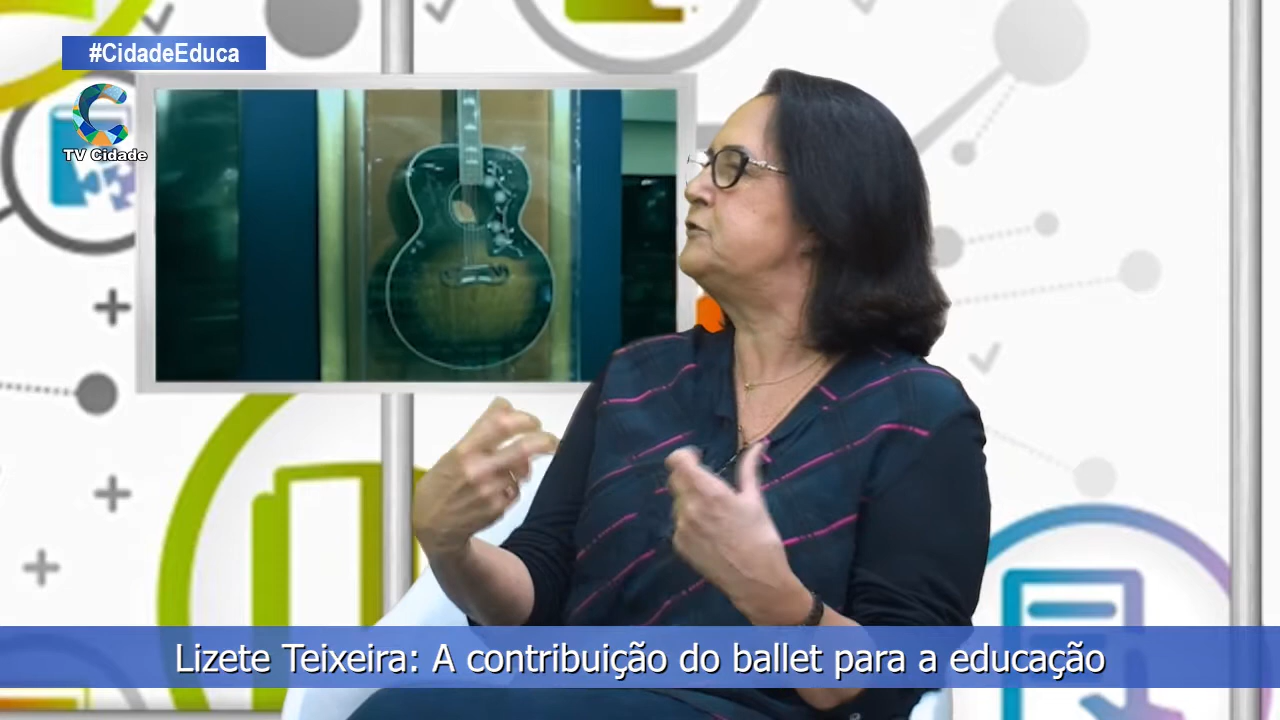 #CidadeEduca
TV Cidade
Lizete Teixeira: A contribuição do ballet para a educação